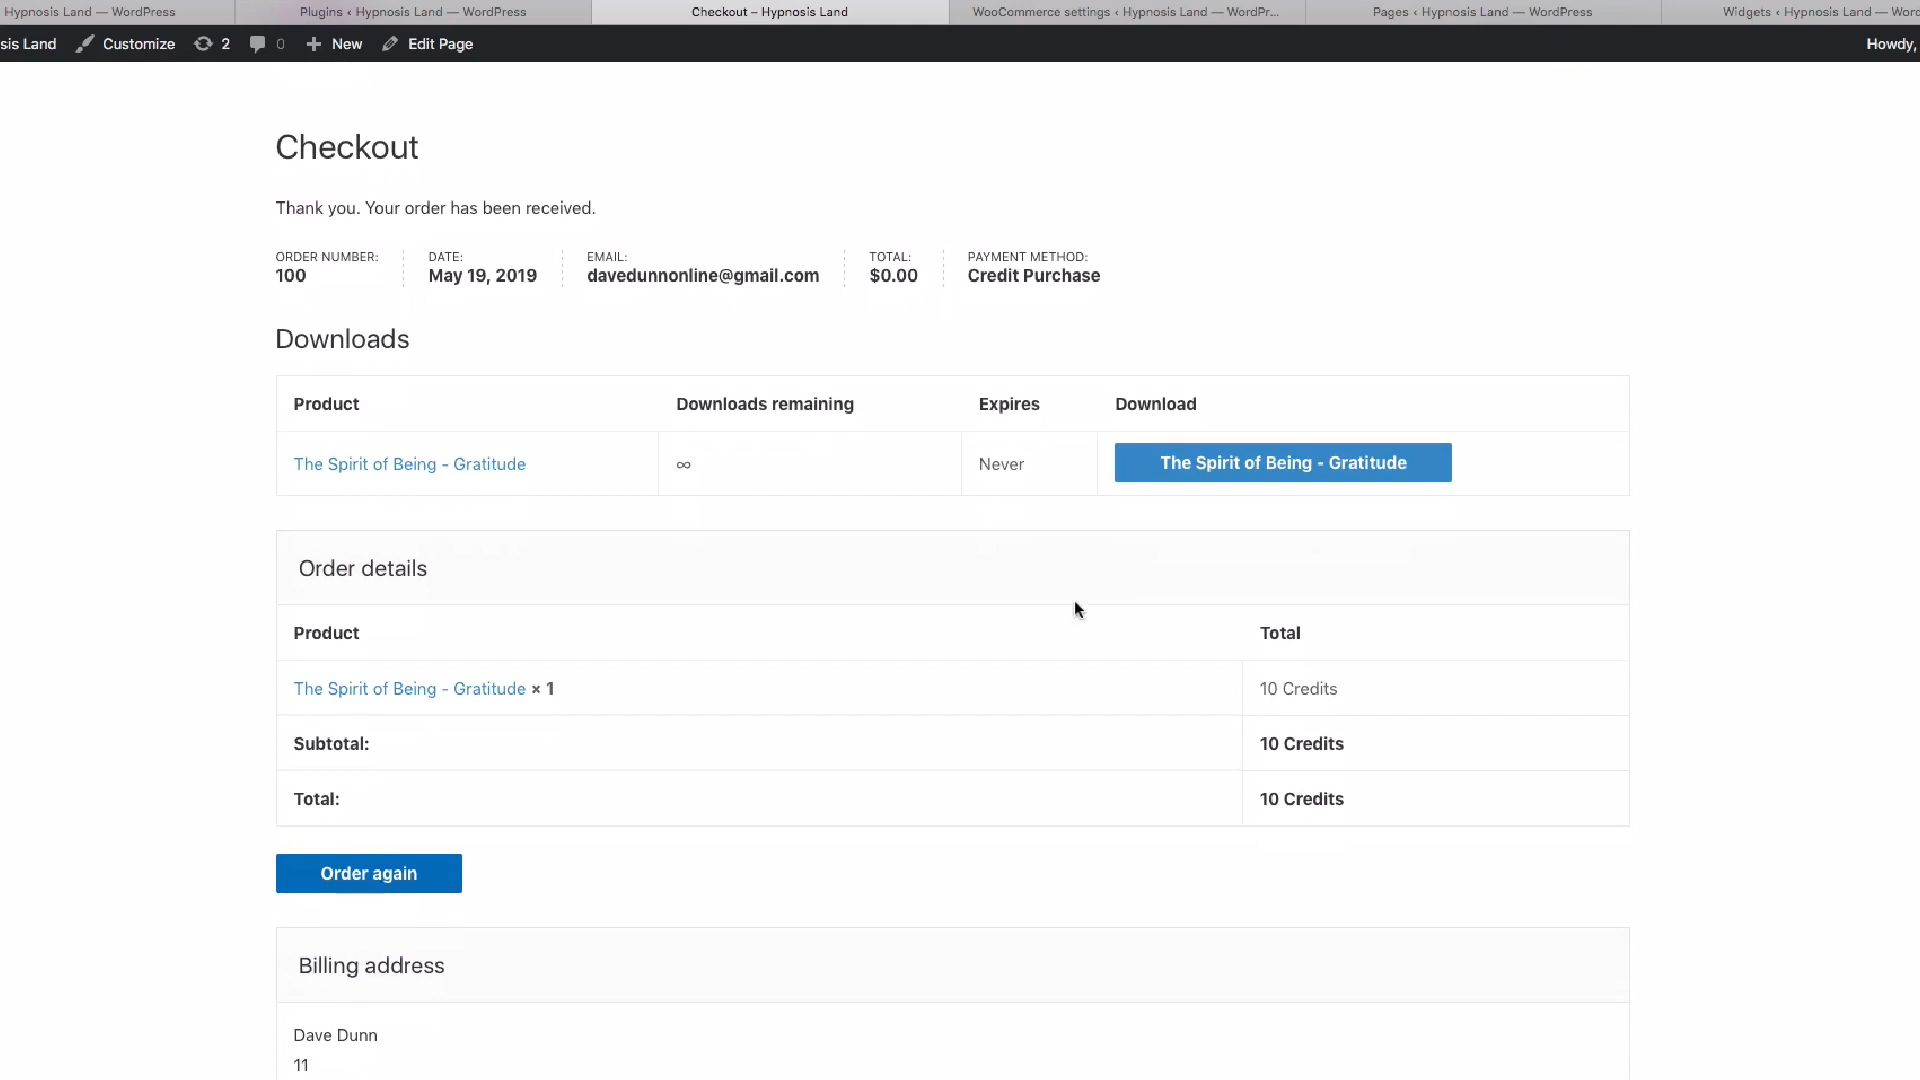 Hypnosis Land — WordPress
Plugins ‹ Hypnosis Land — WordPress
Checkout – Hypnosis Land
WooCommerce settings ‹ Hypnosis Land — WordPr...
Pages ‹ Hypnosis Land — WordPress
Widgets ‹ Hypnosis Land — Word
sis Land
Customize
2
0
New
Edit Page
Howdy,
Checkout
Thank you. Your order has been received.
ORDER NUMBER:
100
DATE:
May 19, 2019
EMAIL:
davedunnonline@gmail.com
TOTAL:
$0.00
PAYMENT METHOD:
Credit Purchase
Downloads
Product Downloads remaining Expires Download
The Spirit of Being - Gratitude ∞ Never The Spirit of Being - Gratitude
Order details
Product Total
The Spirit of Being - Gratitude × 1 10 Credits
Subtotal: 10 Credits
Total: 10 Credits
Order again
Billing address
Dave Dunn
11